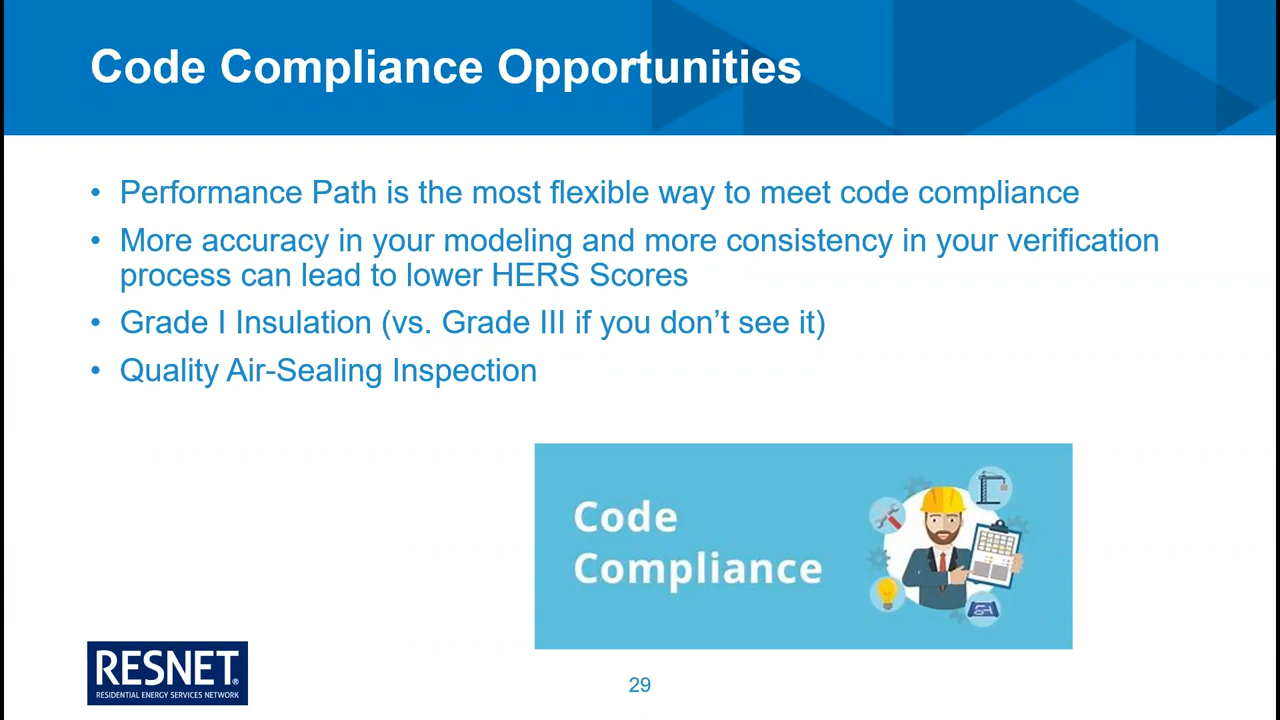 Code Compliance Opportunities
• Performance Path is the most flexible way to meet code compliance
• More accuracy in your modeling and more consistency in your verification
process can lead to lower HERS Scores
• Grade I Insulation (vs. Grade III if you don’t see it)
• Quality Air-Sealing Inspection
Code
Compliance
RESNET®
RESIDENTIAL ENERGY SERVICES NETWORK
29